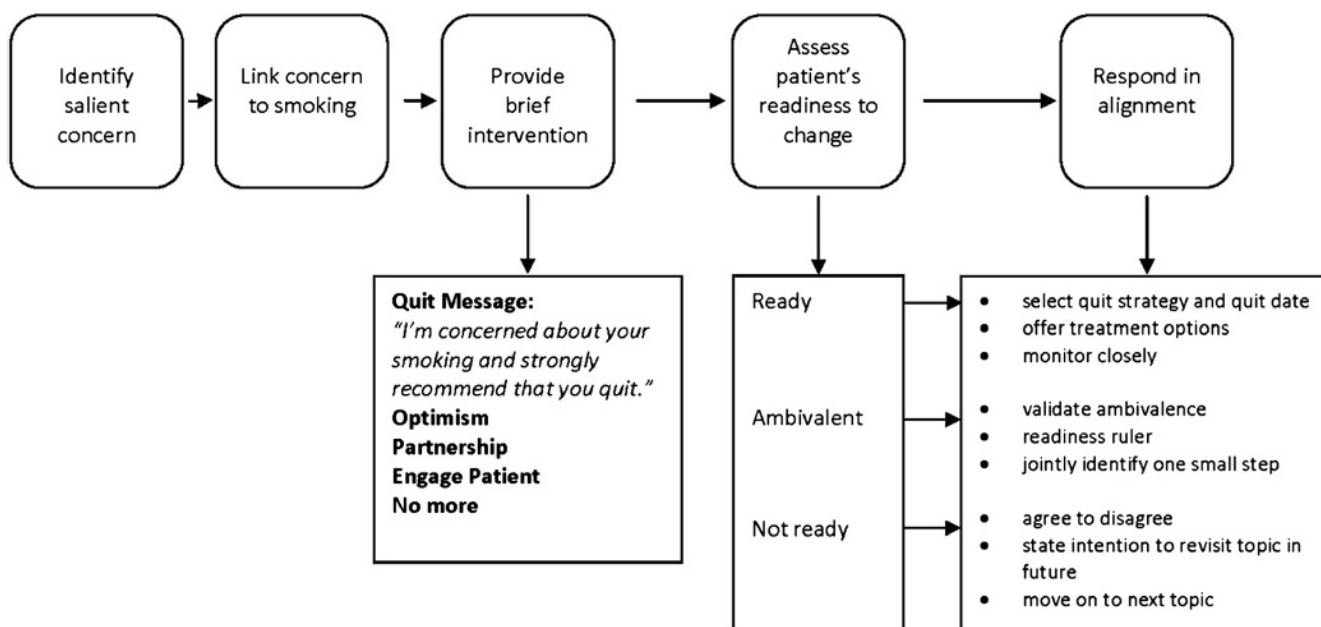 Identify
salient
concern
Link concern
to smoking
Provide
brief
intervention
Assess
patient's
readiness to
change
Respond in
alignment
Quit Message:
"I'm concerned about your
smoking and strongly
recommend that you quit."
Optimism
Partnership
Engage Patient
No more
Ready
Ambivalent
Not ready
• select quit strategy and quit date
• offer treatment options
• monitor closely
• validate ambivalence
• readiness ruler
• jointly identify one small step
• agree to disagree
• state intention to revisit topic in
future
• move on to next topic